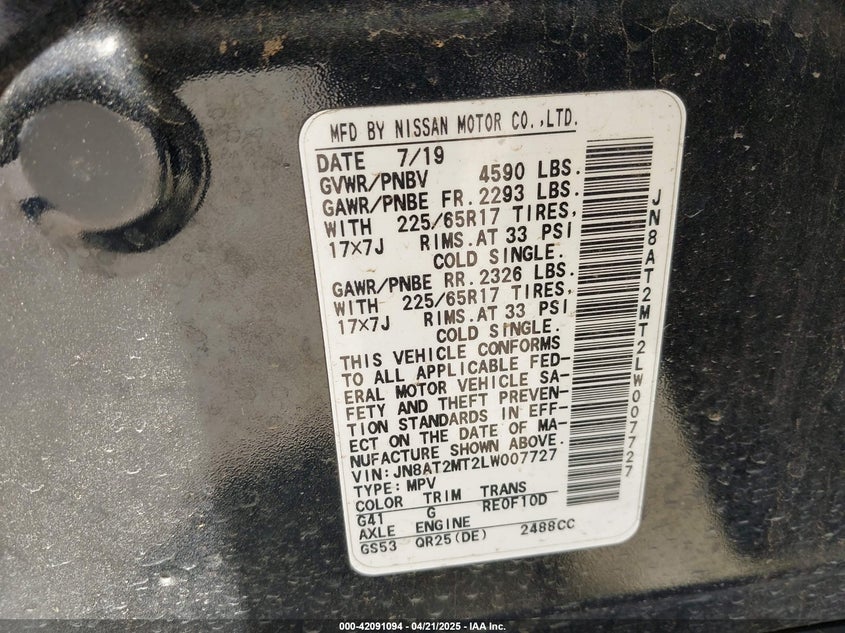 MFD BY NISSAN MOTOR CO.,LTD.
DATE 7/19
GVWR/PNBV 4590 LBS.
GAWR/PNBE FR.2293 LBS.
WITH 225/65R17 TIRES,
17×7J RIMS.AT 33 PSI
COLD SINGLE.
GAWR/PNBE RR.2326 LBS.
WITH 225/65R17 TIRES,
17×7J RIMS.AT 33 PSI
COLD SINGLE.
THIS VEHICLE CONFORMS
TO ALL APPLICABLE FED-
ERAL MOTOR VEHICLE SA-
FETY AND THEFT PREVEN-
TION STANDARDS IN EFF-
ECT ON THE DATE OF MA-
NUFACTURE SHOWN ABOVE.
VIN:JN8AT2MT2LW007727
TYPE:MPV
COLOR TRIM TRANS
G41 G RE0F10D
AXLE ENGINE
GS53 QR25(DE) 2488CC
JN8AT2MT2LW007727
000-42091094 - 04/21/2025 - IAA Inc.